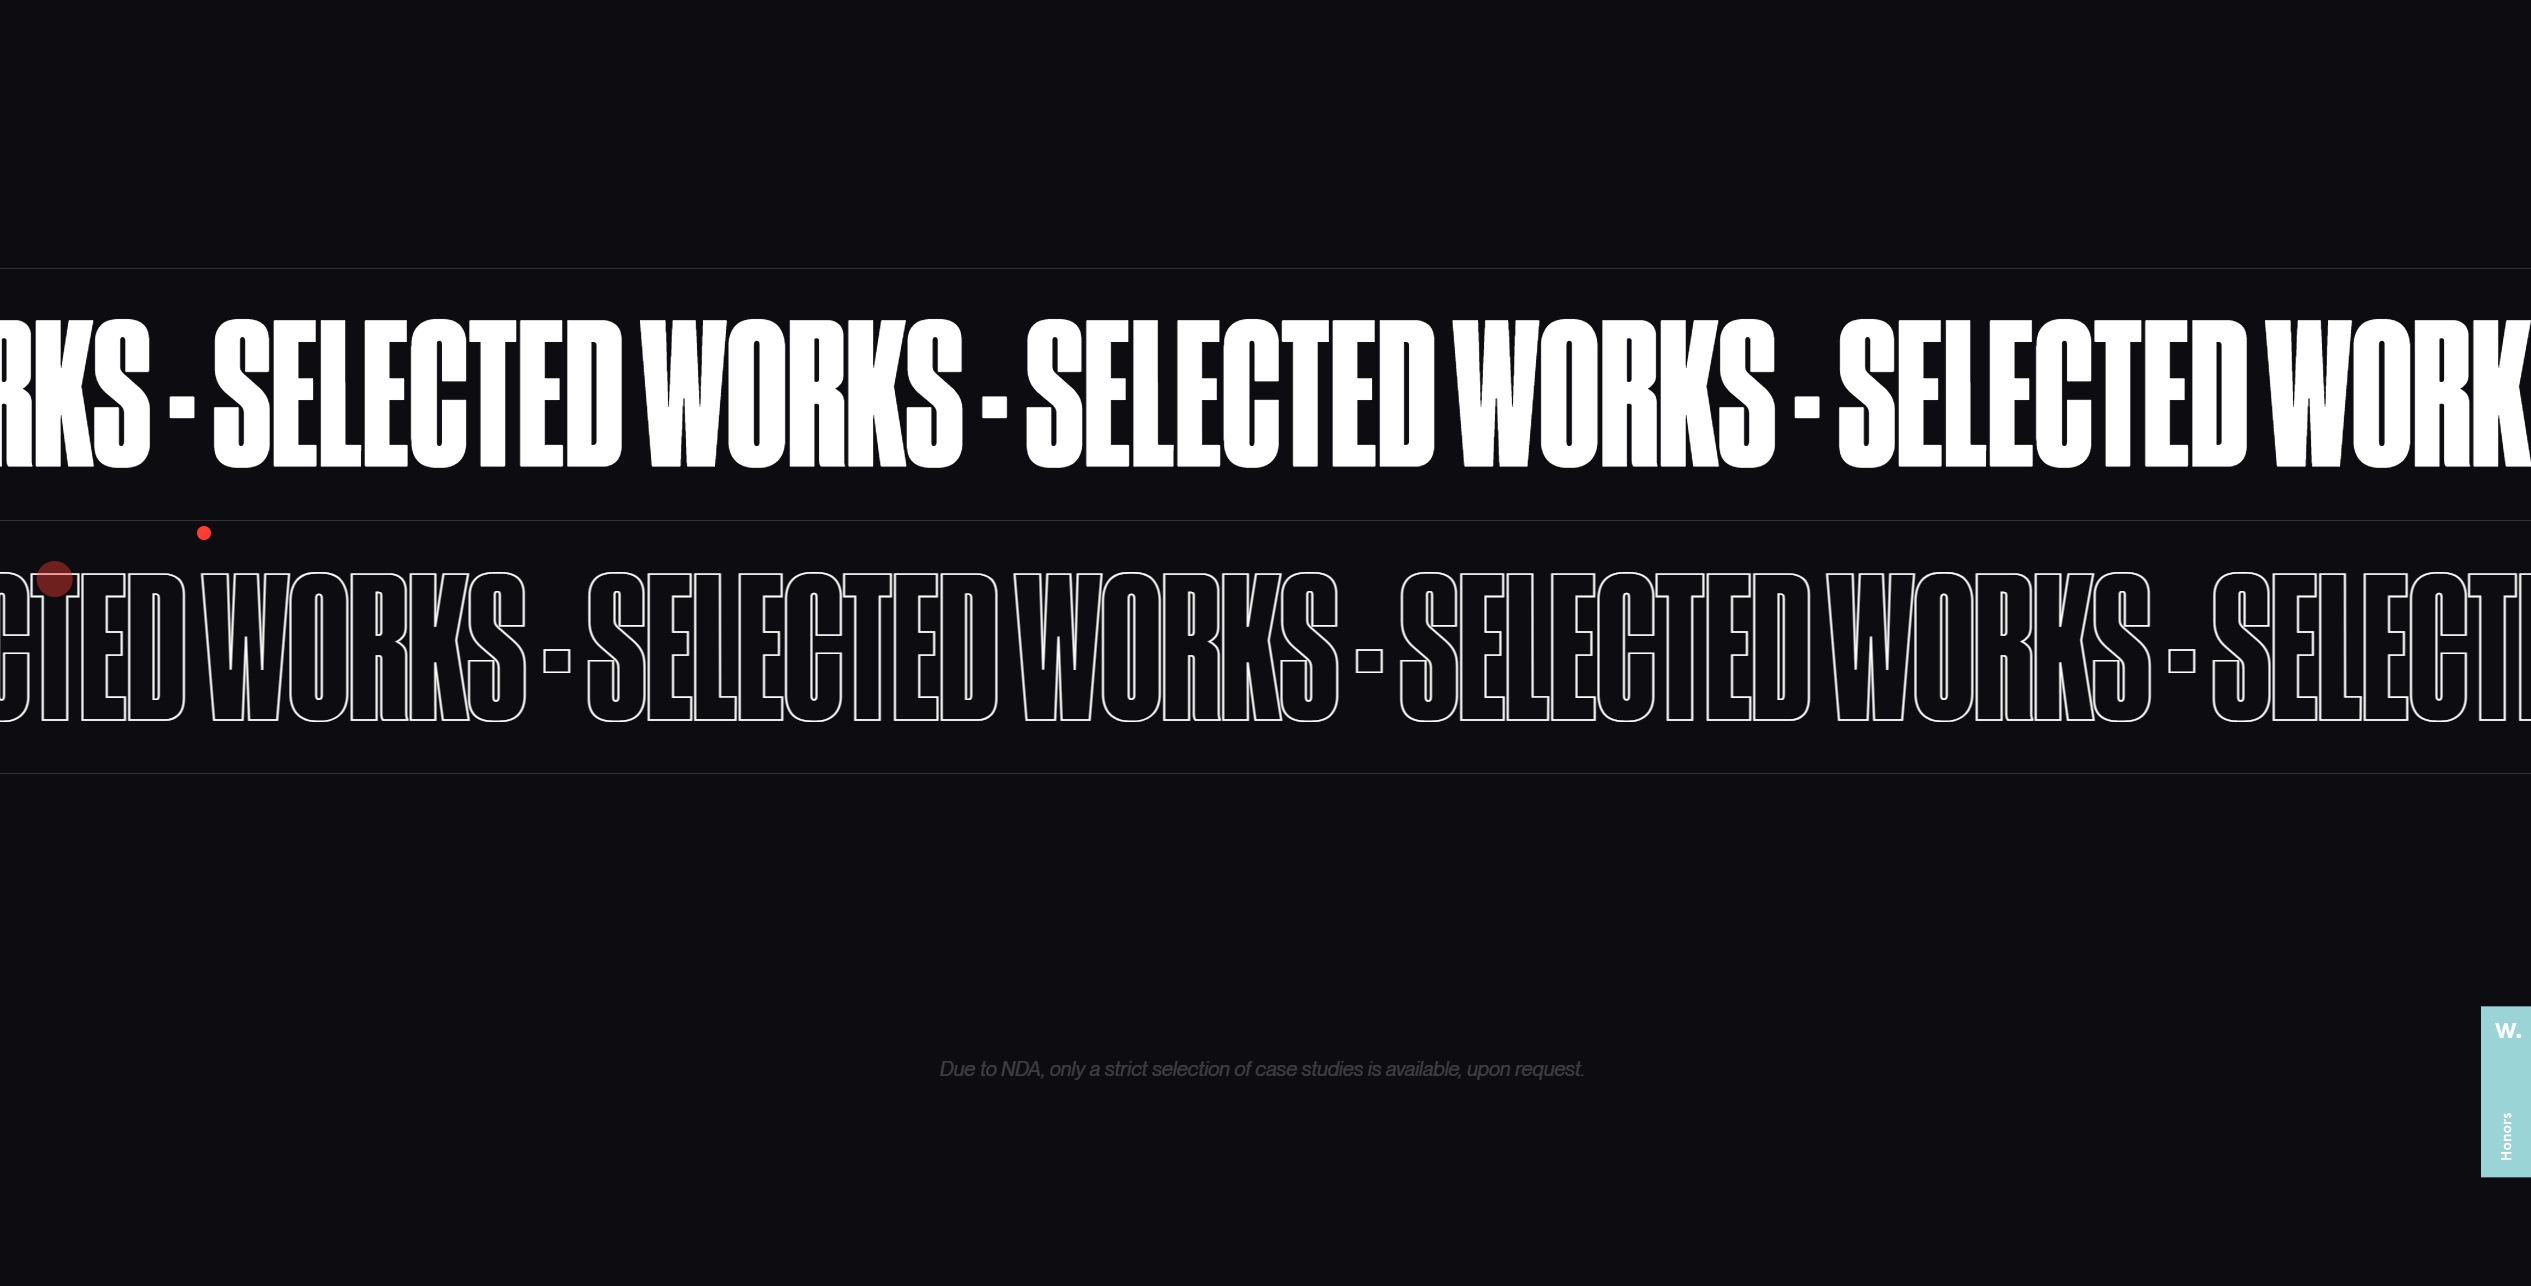 RKS - SELECTED WORKS - SELECTED WORKS - SELECTED WORK
CTED WORKS - SELECTED WORKS - SELECTED WORKS - SELECT
Due to NDA, only a strict selection of case studies is available, upon request.
W.
Honors